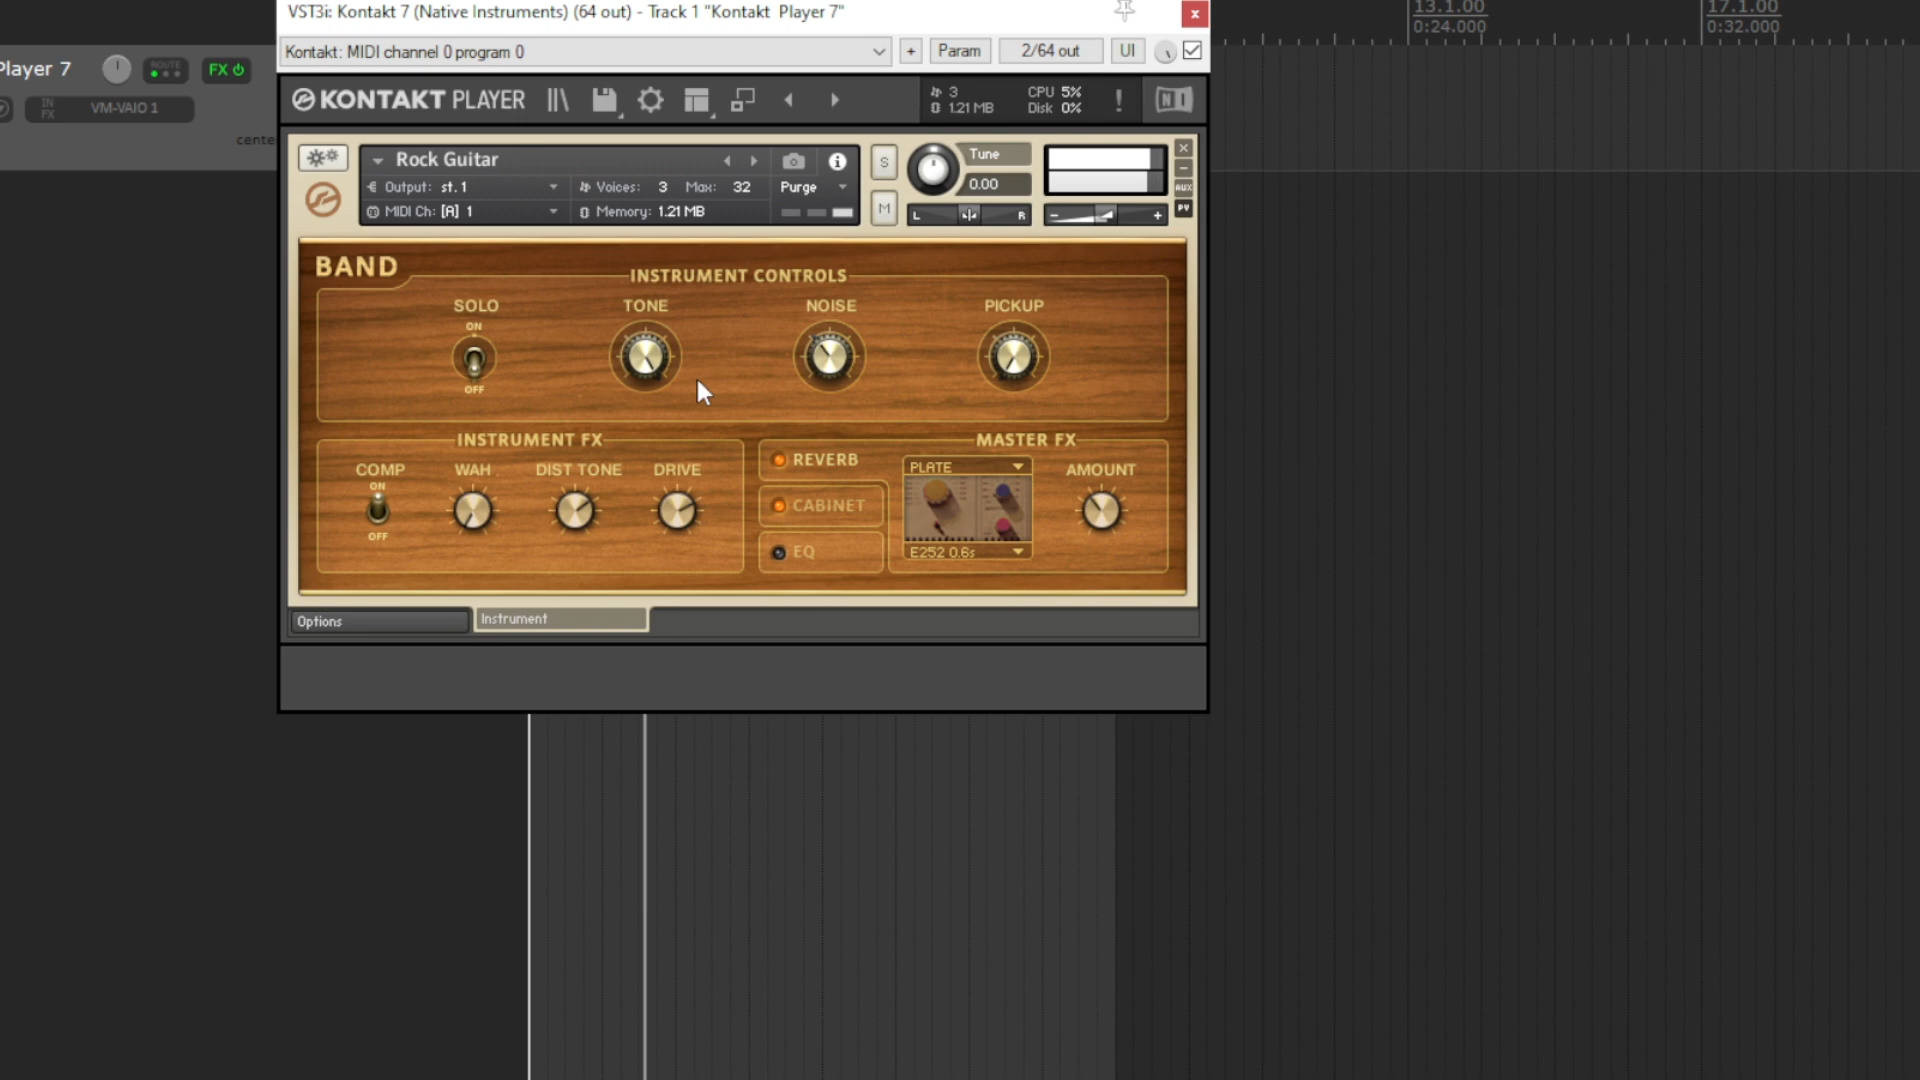 VST3i: Kontakt 7 (Native Instruments) (64 out) - Track 1 "Kontakt Player 7"
13.1.00
0:24.000
17.1.00
0:32.000
Kontakt: MIDI channel 0 program 0
+
Param
2/64 out
UI
Player 7
ROUTE
FX
IN
FX
VM-VAIO 1
center
KONTAKT PLAYER
3
1.21 MB
CPU 5%
Disk 0%
!
NI
Rock Guitar
Output: st.1
Voices: 3 Max: 32
Purge
MIDI Ch: [A] 1
Memory: 1.21 MB
S
M
Tune
0.00
L
R
-
+
AUX
PV
BAND
INSTRUMENT CONTROLS
SOLO
ON
OFF
TONE
NOISE
PICKUP
INSTRUMENT FX
COMP
ON
OFF
WAH
DIST TONE
DRIVE
REVERB
CABINET
EQ
MASTER FX
PLATE
E252 0.6s
AMOUNT
Options
Instrument